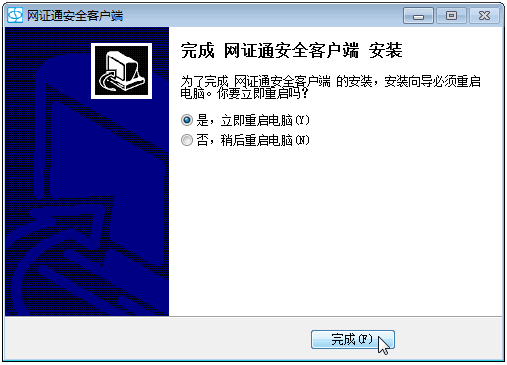 网证通安全客户端
完成 网证通安全客户端 安装
为了完成 网证通安全客户端 的安装，安装向导必须重启
电脑。你要立即重启吗？
是，立即重启电脑(Y)
否，稍后重启电脑(N)
完成(F)